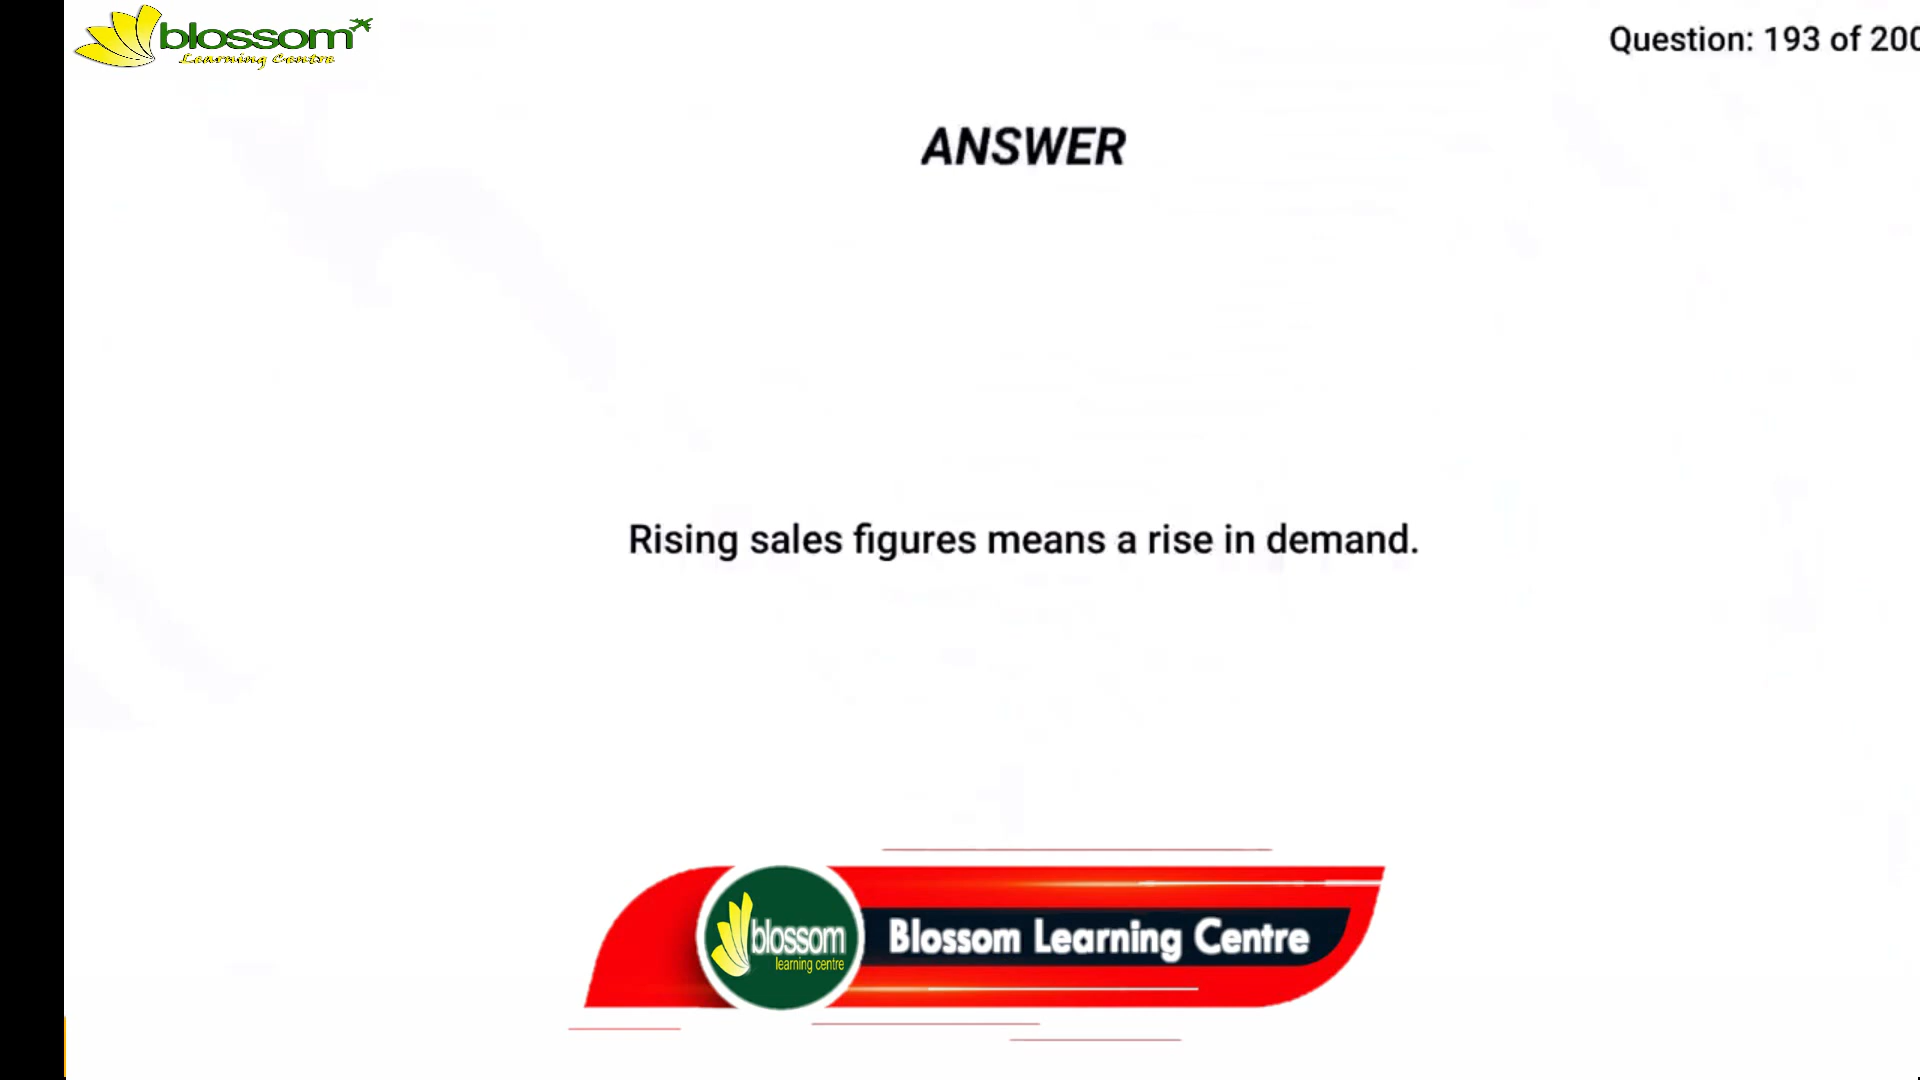 blossom
Learning Centre
Question: 193 of 200
ANSWER
Rising sales figures means a rise in demand.
blossom
learning centre
Blossom Learning Centre